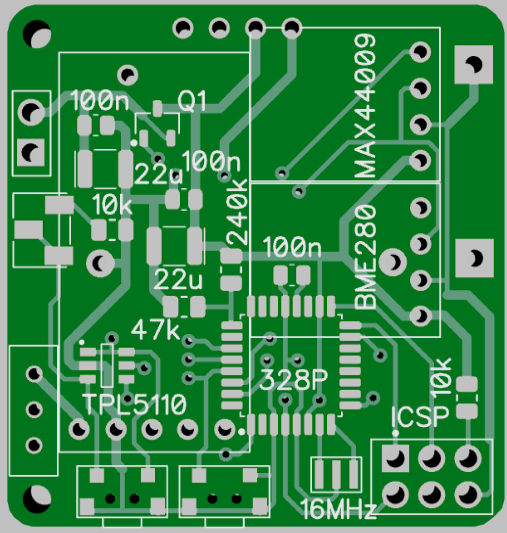 100n
Q1
MAX44009
100n
22u
10k
240k
BME280
100n
22u
47k
328P
10k
TPL5110
ICSP
16MHz